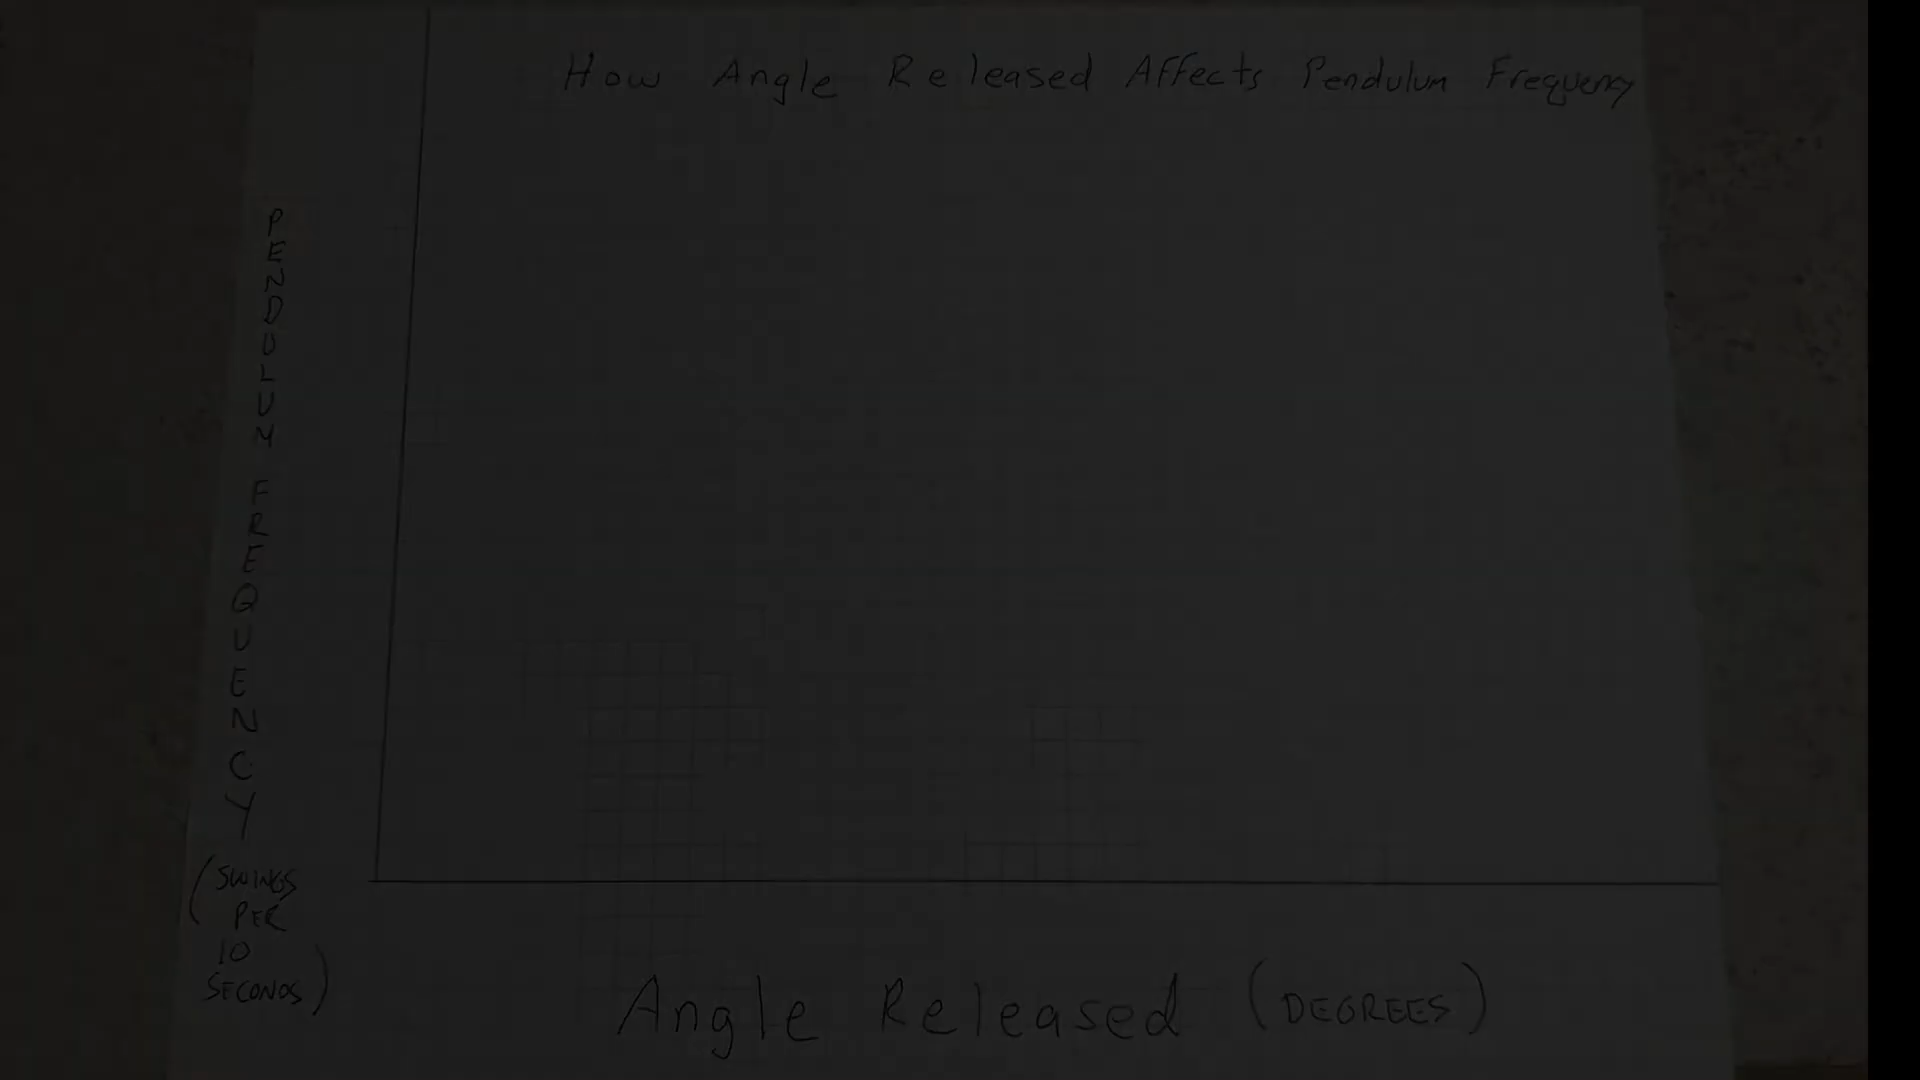 How Angle Released Affects Pendulum Frequency
PENDULUM
FREQUENCY
(SWINGS
PER
10
SECONDS)
Angle Released (DEGREES)